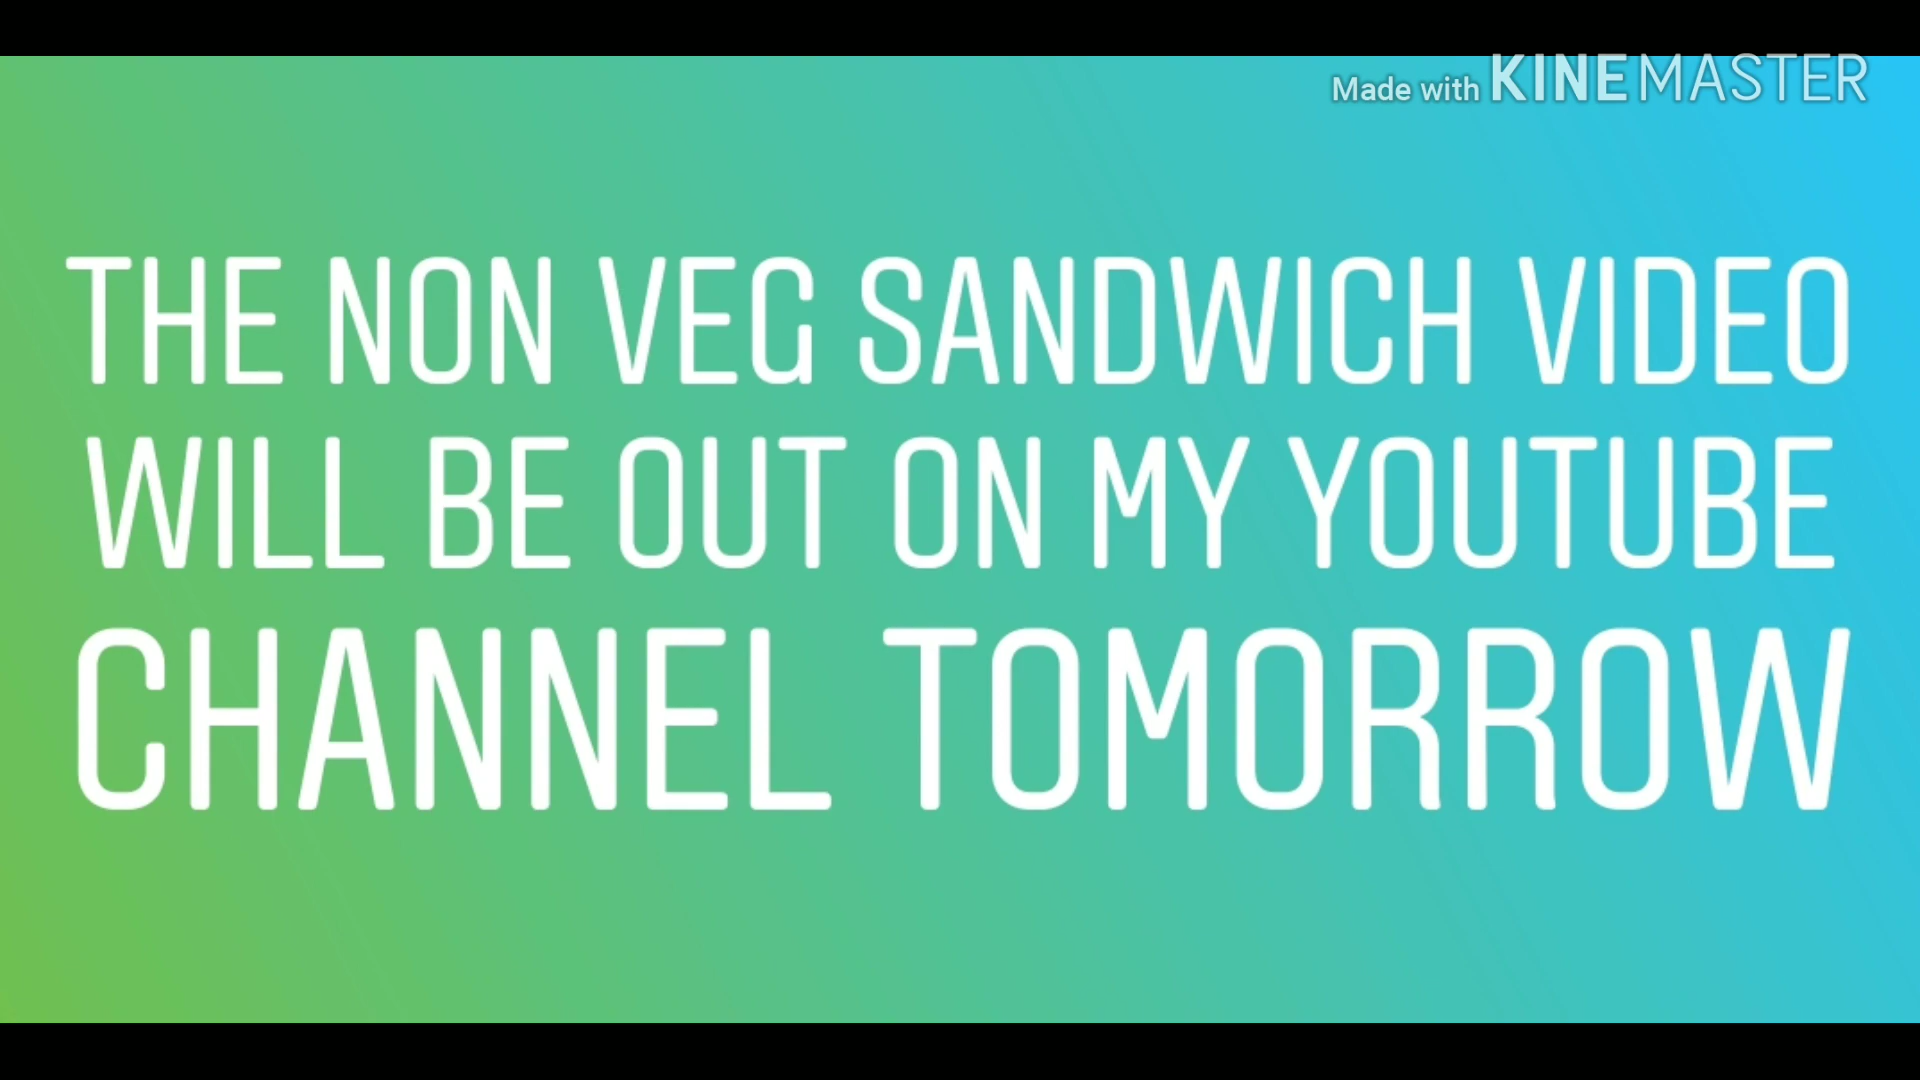 Made with KINEMASTER
THE NON VEG SANDWICH VIDEO
WILL BE OUT ON MY YOUTUBE
CHANNEL TOMORROW